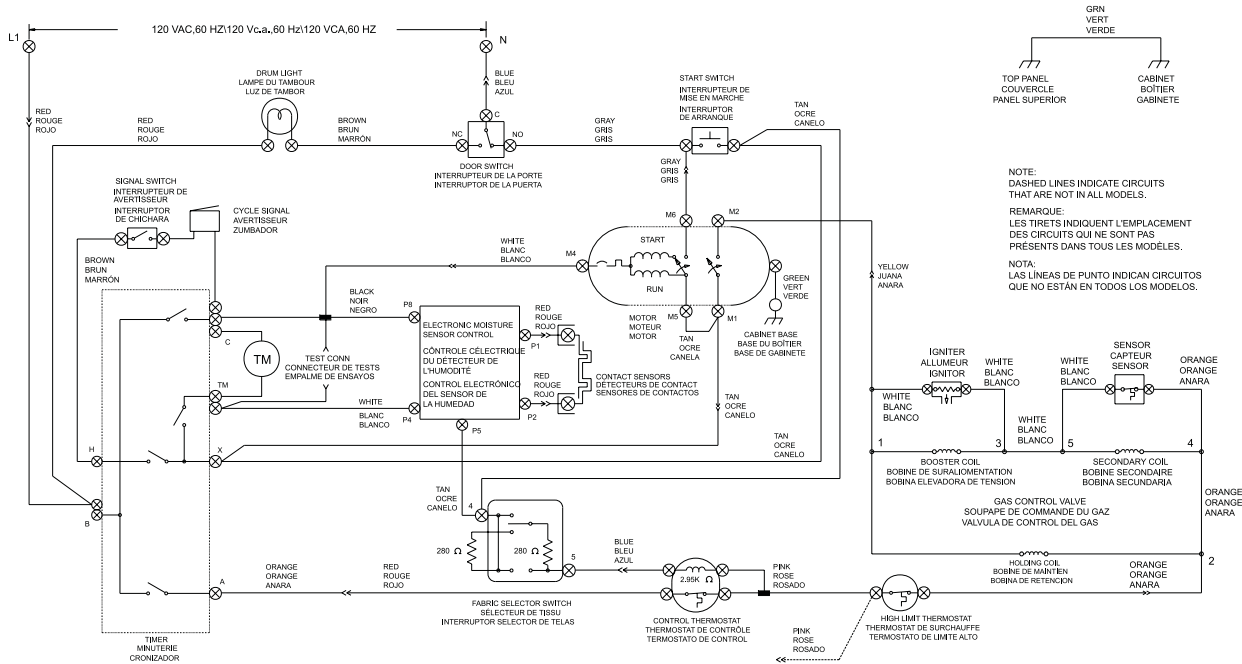 120 VAC,60 HZ\120 Vc.a.,60 Hz\120 VCA,60 HZ
L1
N
GRN
VERT
VERDE
TOP PANEL
COUVERCLE
PANEL SUPERIOR
CABINET
BOÎTIER
GABINETE
RED
ROUGE
ROJO
RED
ROUGE
ROJO
DRUM LIGHT
LAMPE DU TAMBOUR
LUZ DE TAMBOR
BROWN
BRUN
MARRÓN
BLUE
BLEU
AZUL
C
NC
NO
DOOR SWITCH
INTERRUPTEUR DE LA PORTE
INTERRUPTOR DE LA PUERTA
GRAY
GRIS
GRIS
START SWITCH
INTERRUPTEUR DE
MISE EN MARCHE
INTERRUPTOR
DE ARRANQUE
TAN
OCRE
CANELO
GRAY
GRIS
GRIS
NOTE:
DASHED LINES INDICATE CIRCUITS
THAT ARE NOT IN ALL MODELS.
REMARQUE:
LES TIRETS INDIQUENT L'EMPLACEMENT
DES CIRCUITS QUI NE SONT PAS
PRÉSENTS DANS TOUS LES MODÈLES.
NOTA:
LAS LÍNEAS DE PUNTO INDICAN CIRCUITOS
QUE NO ESTÁN EN TODOS LOS MODELOS.
SIGNAL SWITCH
INTERRUPTEUR DE
AVERTISSEUR
INTERRUPTOR
DE CHICHARA
CYCLE SIGNAL
AVERTISSEUR
ZUMBADOR
BROWN
BRUN
MARRÓN
WHITE
BLANC
BLANCO
M4
M6
M2
START
RUN
M5
M1
MOTOR
MOTEUR
MOTOR
GREEN
VERT
VERDE
CABINET BASE
BASE DU BOÎTIER
BASE DE GABINETE
TAN
OCRE
CANELA
YELLOW
JUANA
ANARA
BLACK
NOIR
NEGRO
P8
C
TM
TM
TEST CONN
CONNECTEUR DE TESTS
EMPALME DE ENSAYOS
ELECTRONIC MOISTURE
SENSOR CONTROL
CÔNTROLE CÉLECTRIQUE
DU DÉTECTEUR DE
L'HUMODITÉ
CONTROL ELECTRÓNICO
DEL SENSOR DE
LA HUMEDAD
RED
ROUGE
ROJO
P1
RED
ROUGE
ROJO
P2
CONTACT SENSORS
DÉTECTEURS DE CONTACT
SENSORES DE CONTACTOS
WHITE
BLANC
BLANCO
P4
P5
TAN
OCRE
CANELO
TAN
OCRE
CANELO
H
X
B
A
IGNITER
ALLUMEUR
IGNITOR
WHITE
BLANC
BLANCO
WHITE
BLANC
BLANCO
WHITE
BLANC
BLANCO
WHITE
BLANC
BLANCO
SENSOR
CAPTEUR
SENSOR
ORANGE
ORANGE
ANARA
1
3
5
4
BOOSTER COIL
BOBINE DE SURALIOMENTATION
BOBINA ELEVADORA DE TENSION
SECONDARY COIL
BOBINE SECONDAIRE
BOBINA SECUNDARIA
GAS CONTROL VALVE
SOUPAPE DE COMMANDE DU GAZ
VALVULA DE CONTROL DEL GAS
ORANGE
ORANGE
ANARA
2
HOLDING COIL
BOBINE DE MAINTIEN
BOBINA DE RETENCION
ORANGE
ORANGE
ANARA
TAN
OCRE
CANELO
4
280 Ω
280 Ω
5
FABRIC SELECTOR SWITCH
SÉLECTEUR DE TISSU
INTERRUPTOR SELECTOR DE TELAS
BLUE
BLEU
AZUL
ORANGE
ORANGE
ANARA
RED
ROUGE
ROJO
2.95K Ω
CONTROL THERMOSTAT
THERMOSTAT DE CONTRÔLE
TERMOSTATO DE CONTROL
PINK
ROSE
ROSADO
HIGH LIMIT THERMOSTAT
THERMOSTAT DE SURCHAUFFE
TERMOSTATO DE LIMITE ALTO
PINK
ROSE
ROSADO
TIMER
MINUTERIE
CRONIZADOR